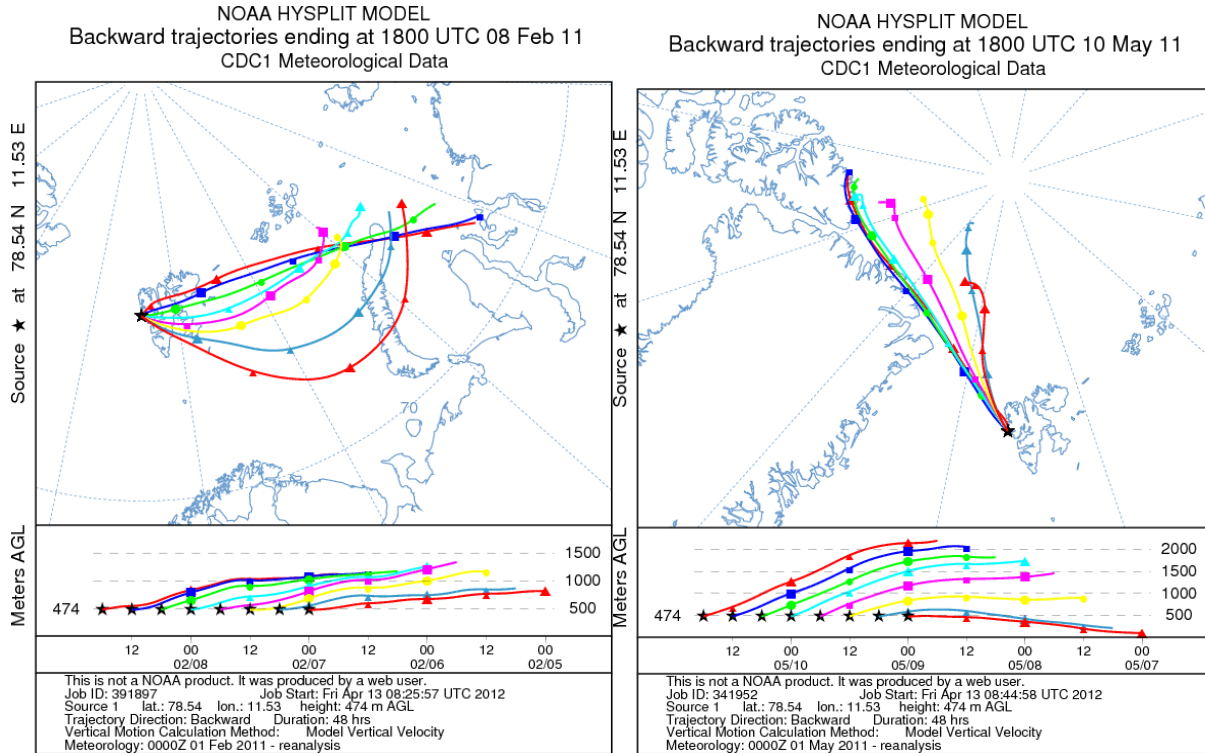 NOAA HYSPLIT MODEL
Backward trajectories ending at 1800 UTC 08 Feb 11
CDC1 Meteorological Data
Source ★ at 78.54 N 11.53 E
70
Meters AGL
1500
1000
500
474
12 00 12 00 12 00 12 00
02/08 02/07 02/06 02/05
This is not a NOAA product. It was produced by a web user.
Job ID: 391897 Job Start: Fri Apr 13 08:25:57 UTC 2012
Source 1 lat.: 78.54 lon.: 11.53 height: 474 m AGL
Trajectory Direction: Backward Duration: 48 hrs
Vertical Motion Calculation Method: Model Vertical Velocity
Meteorology: 0000Z 01 Feb 2011 - reanalysis
NOAA HYSPLIT MODEL
Backward trajectories ending at 1800 UTC 10 May 11
CDC1 Meteorological Data
Source ★ at 78.54 N 11.53 E
Meters AGL
2000
1500
1000
500
474
12 00 12 00 12 00 12 00
05/10 05/09 05/08 05/07
This is not a NOAA product. It was produced by a web user.
Job ID: 341952 Job Start: Fri Apr 13 08:44:58 UTC 2012
Source 1 lat.: 78.54 lon.: 11.53 height: 474 m AGL
Trajectory Direction: Backward Duration: 48 hrs
Vertical Motion Calculation Method: Model Vertical Velocity
Meteorology: 0000Z 01 May 2011 - reanalysis